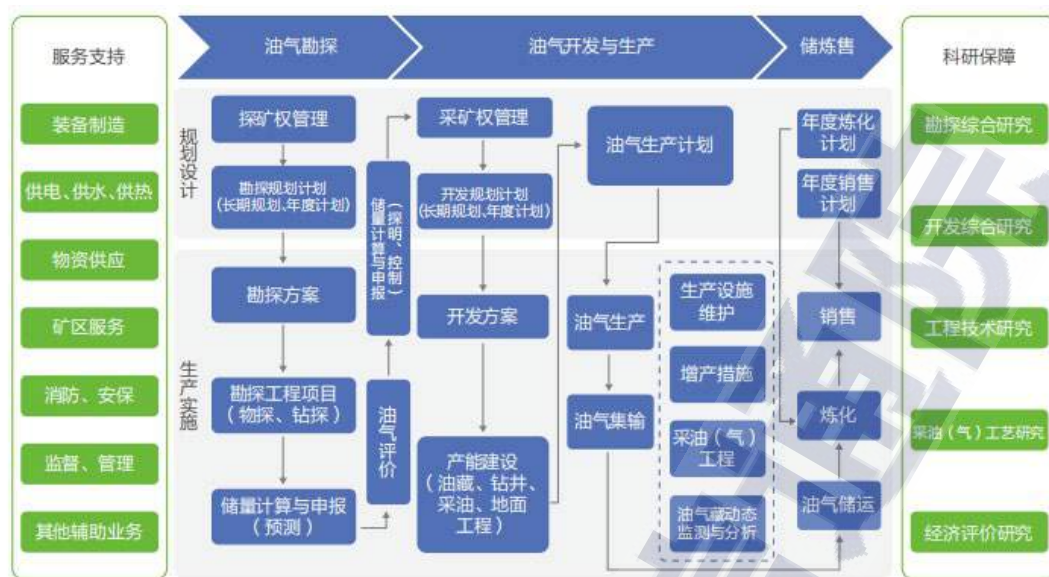 服务支持
装备制造
供电、供水、供热
物资供应
矿区服务
消防、安保
监督、管理
其他辅助业务
油气勘探
油气开发与生产
储炼售
规划设计
生产实施
探矿权管理
勘探规划计划
(长期规划、年度计划)
勘探方案
勘探工程项目
(物探、钻探)
储量计算与申报
(预测)
油气评价
储量计算与申报
(探明、控制)
采矿权管理
开发规划计划
(长期规划、年度计划)
开发方案
产能建设
(油藏、钻井、
采油、地面
工程)
油气生产计划
油气生产
油气集输
生产设施
维护
增产措施
采油(气)
工程
油气藏动态
监测与分析
年度炼化
计划
年度销售
计划
销售
炼化
油气储运
科研保障
勘探综合研究
开发综合研究
工程技术研究
采油(气)工艺研究
经济评价研究